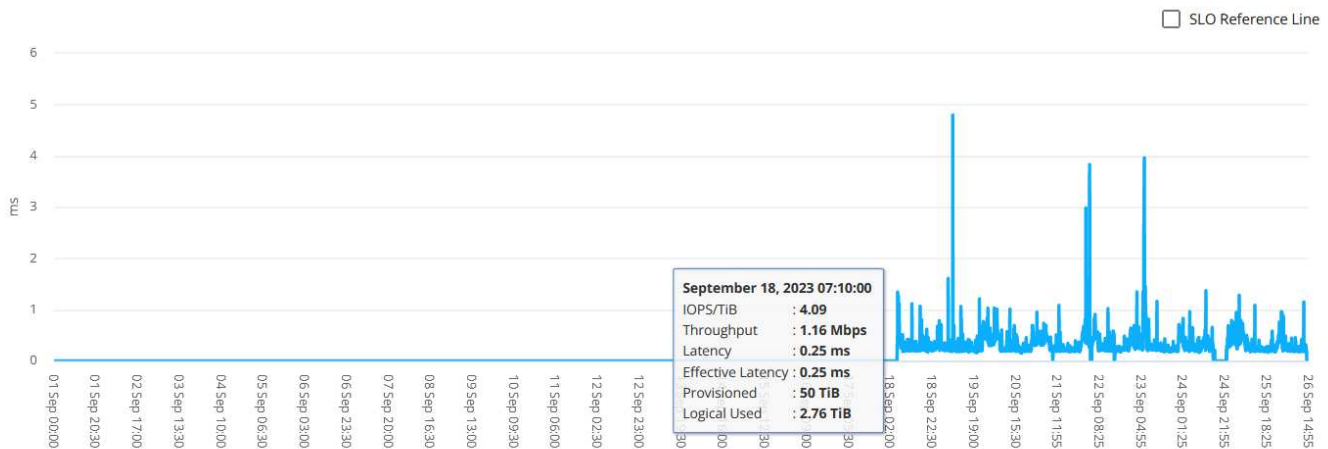 SLO Reference Line
6
5
4
3
2
1
0
ms
September 18, 2023 07:10:00
IOPS/TiB : 4.09
Throughput : 1.16 Mbps
Latency : 0.25 ms
Effective Latency : 0.25 ms
Provisioned : 50 TiB
Logical Used : 2.76 TiB
01 Sep 00:00
01 Sep 20:30
02 Sep 17:00
03 Sep 13:30
04 Sep 10:00
05 Sep 06:30
06 Sep 03:00
06 Sep 23:30
07 Sep 20:00
08 Sep 16:30
09 Sep 13:00
10 Sep 09:30
11 Sep 06:00
12 Sep 02:30
12 Sep 23:00
18 Sep 02:00
18 Sep 22:30
19 Sep 19:00
20 Sep 15:30
21 Sep 11:55
22 Sep 08:25
23 Sep 04:55
24 Sep 01:25
24 Sep 21:55
25 Sep 18:25
26 Sep 14:55